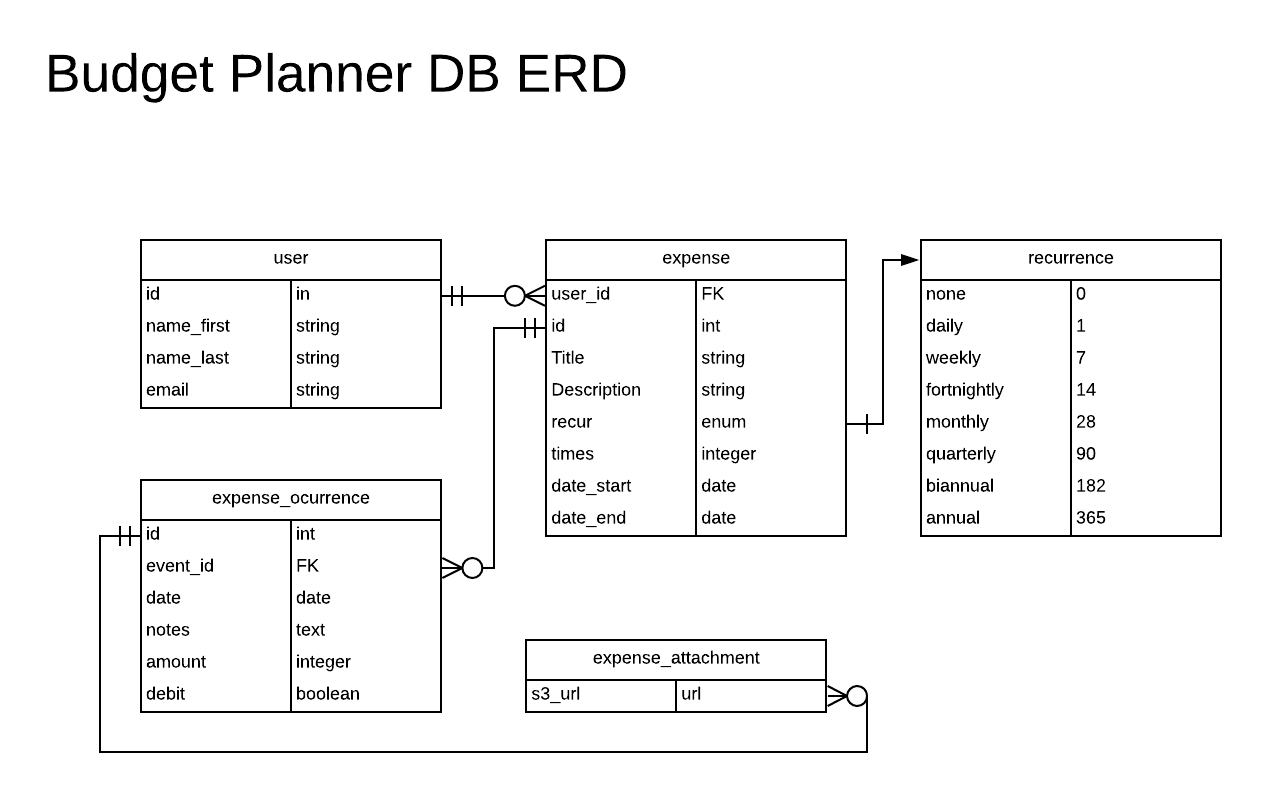 Budget Planner DB ERD
user
id in
name_first string
name_last string
email string
expense
user_id FK
id int
Title string
Description string
recur enum
times integer
date_start date
date_end date
recurrence
none 0
daily 1
weekly 7
fortnightly 14
monthly 28
quarterly 90
biannual 182
annual 365
expense_ocurrence
id int
event_id FK
date date
notes text
amount integer
debit boolean
expense_attachment
s3_url url